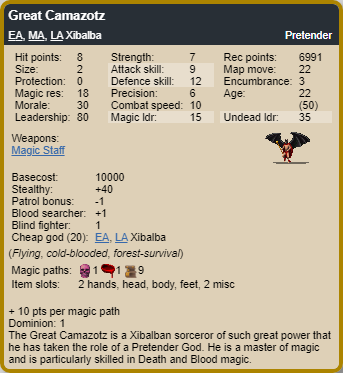 Great Camazotz
EA, MA, LA Xibalba Pretender
Hit points: 8 Strength: 7 Rec points: 6991
Size: 2 Attack skill: 9 Map move: 22
Protection: 0 Defence skill: 12 Encumbrance: 3
Magic res: 18 Precision: 6 Age: 22
Morale: 30 Combat speed: 10 (50)
Leadership: 80 Magic ldr: 15 Undead ldr: 35
Weapons:
Magic Staff
Basecost: 10000
Stealthy: +40
Patrol bonus: -1
Blood searcher: +1
Blind fighter: 1
Cheap god (20): EA, LA Xibalba
(Flying, cold-blooded, forest-survival)
Magic paths: 1 1 9
Item slots: 2 hands, head, body, feet, 2 misc
+ 10 pts per magic path
Dominion: 1
The Great Camazotz is a Xibalban sorceror of such great power that
he has taken the role of a Pretender God. He is a master of magic
and is particularly skilled in Death and Blood magic.